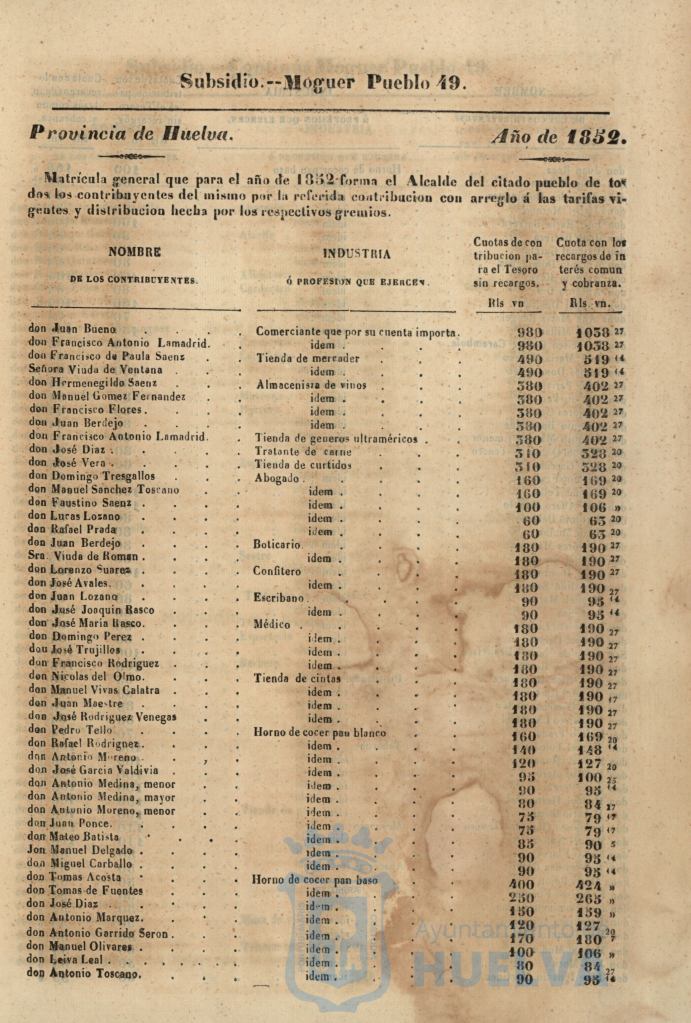 Subsidio.--Moguer Pueblo 49.
Provincia de Huelva. Año de 1852.
Matrícula general que para el año de 1852 forma el Alcalde del citado pueblo de to
dos los contribuyentes del mismo por la referida contribucion con arreglo á las tarifas vi-
gentes y distribucion hecha por los respectivos gremios.
NOMBRE DE LOS CONTRIBUYENTES. INDUSTRIA Ó PROFESION QUE EJERCEN. Cuotas de con tribucion pa- ra el Tesoro sin recargos. Cuota con los recargos de in terés comun y cobranza.
Rls vn Rls. vn.
don Juan Bueno . . . . Comerciante que por su cuenta importa. 980 1038 27
don Francisco Antonio Lamadrid. . . idem . . . . 980 1038 27
don Francisco de Paula Saenz . . Tienda de mercader . . . 490 519 14
Señora Viuda de Ventana . . . idem . . . . 490 519 14
don Hermenegildo Saenz . . . Almacenista de vinos . . . 380 402 27
don Manuel Gomez Fernandez . . idem . . . . 380 402 27
don Francisco Flores . . . . idem . . . . 380 402 27
don Juan Berdejo . . . . idem . . . . 380 402 27
don Francisco Antonio Lamadrid. . . Tienda de generos ultraméricos . . 380 402 27
don José Diaz . . . . Tratante de carne . . . 310 328 20
don José Vera . . . . Tienda de curtidos . . . 310 328 20
don Domingo Tresgallos . . . Abogado . . . . 160 169 20
don Manuel Sanchez Toscano . . idem . . . . 160 169 20
don Faustino Saenz . . . . idem . . . . 100 106 »
don Lucas Lozano . . . . idem . . . . 60 63 20
don Rafael Prada . . . . idem . . . . 60 63 20
don Juan Berdejo . . . . Boticario . . . . 180 190 27
Sra. Viuda de Roman . . . . idem . . . . 180 190 27
don Lorenzo Suarez . . . . Confitero . . . . 180 190 27
don José Avales. . . . . idem . . . . 180 190 27
don Juan Lozano . . . . Escribano . . . . 90 95 14
don José Joaquin Rasco . . . idem . . . . 90 95 14
don José María Rasco. . . . Médico . . . . 180 190 27
don Domingo Perez . . . . idem . . . . 180 190 27
don José Trujillos . . . . idem . . . . 180 190 27
don Francisco Rodriguez . . . idem . . . . 180 190 27
don Nicolas del Olmo. . . . Tienda de cintas . . . 180 190 27
don Manuel Vivas Calatra . . . idem . . . . 180 190 17
don Juan Maestre . . . . idem . . . . 180 190 27
don José Rodriguez Venegas . . idem . . . . 180 190 27
don Pedro Tello . . . . Horno de cocer pan blanco . . 160 169 20
don Rafael Rodriguez . . . . idem . . . . 140 148 14
don Antonio Moreno . . . . idem . . . . 120 127 20
don José Garcia Valdivia . . . idem . . . . 95 100 25
don Antonio Medina, menor . . idem . . . . 90 95 14
don Antonio Medina, mayor . . idem . . . . 80 84 27
don Antonio Moreno, menor . . idem . . . . 75 79 17
don Juan Ponce. . . . . idem . . . . 75 79 17
don Mateo Batista . . . . idem . . . . 85 90 5
Jon Manuel Delgado . . . . idem . . . . 90 95 14
don Miguel Carballo . . . . idem . . . . 90 95 14
don Tomas Acosta . . . . Horno de cocer pan baso . . 400 424 »
don Tomas de Fuentes . . . idem . . . . 250 265 »
don José Diaz . . . . idem . . . . 150 159 »
don Antonio Marquez. . . . idem . . . . 120 127 20
don Antonio Garrido Seron . . . idem . . . . 170 180 7
don Manuel Olivares . . . . idem . . . . 100 106 »
don Leiva Leal . . . . . idem . . . . 80 84 27
don Antonio Toscano. . . . idem . . . . 90 95 14
Ayuntamiento
HUELVA